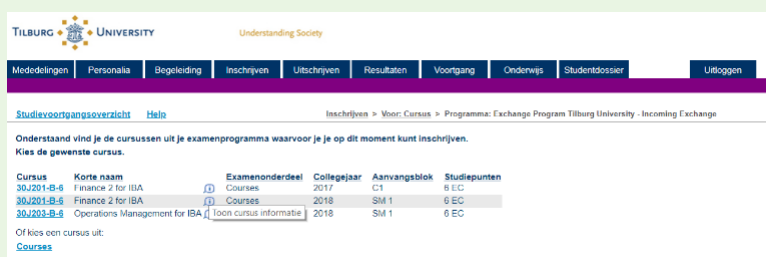 TILBURG UNIVERSITY
Understanding Society
Mededelingen Personalia Begeleiding Inschrijven Uitschrijven Resultaten Voortgang Onderwijs Studentdossier Uitloggen
Studievoortgangsoverzicht Help Inschrijven > Voor: Cursus > Programma: Exchange Program Tilburg University - Incoming Exchange
Onderstaand vind je de cursussen uit je examenprogramma waarvoor je je op dit moment kunt inschrijven.
Kies de gewenste cursus.
Cursus Korte naam Examenonderdeel Collegejaar Aanvangsblok Studiepunten
30J201-B-6 Finance 2 for IBA Courses 2017 C1 6 EC
30J201-B-6 Finance 2 for IBA Courses 2018 SM 1 6 EC
30J203-B-6 Operations Management for IBA Toon cursus informatie 2018 SM 1 6 EC
Of kies een cursus uit:
Courses